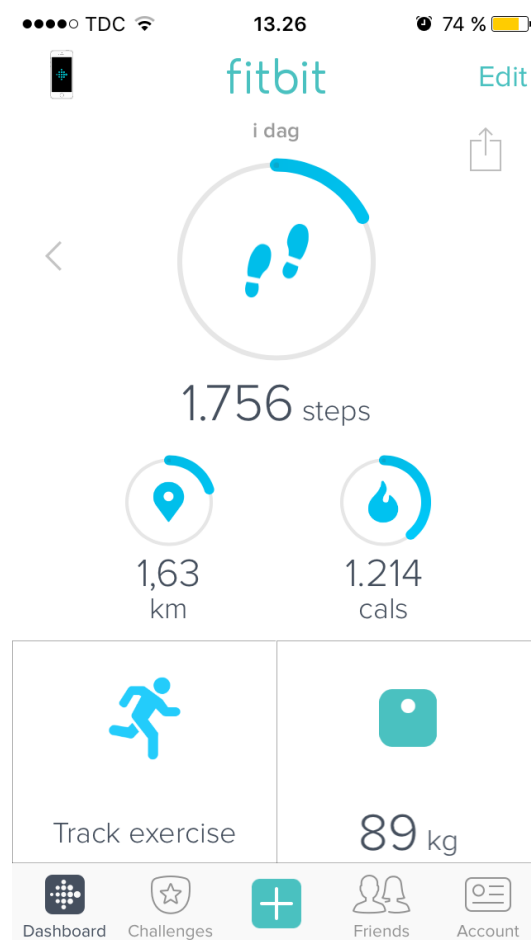 TDC 13.26 74 %
fitbit Edit
i dag
1.756 steps
1,63 1.214
km cals
Track exercise 89 kg
Dashboard Challenges Friends Account